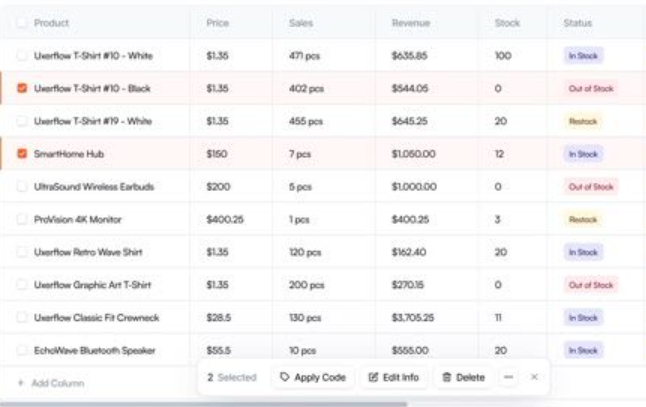 Product Price Sales Revenue Stock Status
Uxerflow T-Shirt #10 - White $1.35 471 pcs $635.85 100 In Stock
Uxerflow T-Shirt #10 - Black $1.35 402 pcs $544.05 0 Out of Stock
Uxerflow T-Shirt #19 - White $1.35 455 pcs $645.25 20 Restock
SmartHome Hub $150 7 pcs $1,050.00 12 In Stock
UltraSound Wireless Earbuds $200 5 pcs $1,000.00 0 Out of Stock
ProVision 4K Monitor $400.25 1 pcs $400.25 3 Restock
Uxerflow Retro Wave Shirt $1.35 120 pcs $162.40 20 In Stock
Uxerflow Graphic Art T-Shirt $1.35 200 pcs $270.15 0 Out of Stock
Uxerflow Classic Fit Crewneck $28.5 130 pcs $3,705.25 11 In Stock
EchoWave Bluetooth Speaker $55.5 10 pcs $555.00 20 In Stock
+ Add Column
2 Selected Apply Code Edit Info Delete